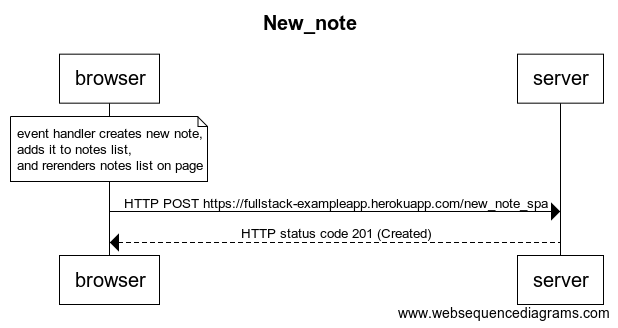 New_note
browser
server
event handler creates new note,
adds it to notes list,
and rerenders notes list on page
HTTP POST https://fullstack-exampleapp.herokuapp.com/new_note_spa
HTTP status code 201 (Created)
browser
server
www.websequencediagrams.com